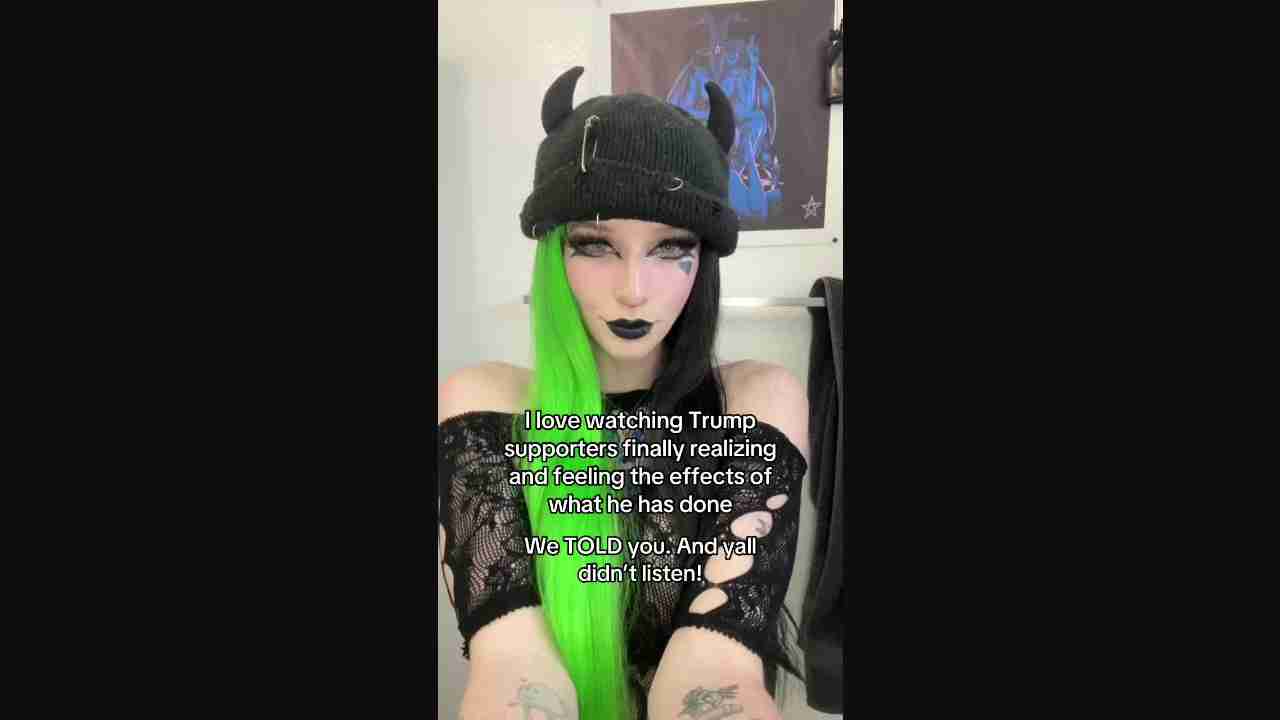 I love watching Trump
supporters finally realizing
and feeling the effects of
what he has done
We TOLD you. And yall
didn't listen!